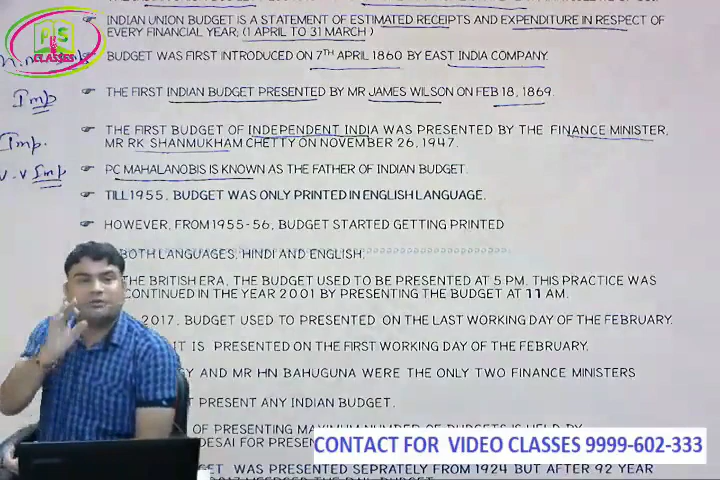 INDIAN UNION BUDGET IS A STATEMENT OF ESTIMATED RECEIPTS AND EXPENDITURE IN RESPECT OF
EVERY FINANCIAL YEAR; (1 APRIL TO 31 MARCH )
P S
CLASSES
BUDGET WAS FIRST INTRODUCED ON 7TH APRIL 1860 BY EAST INDIA COMPANY.
Imp
THE FIRST INDIAN BUDGET PRESENTED BY MR JAMES WILSON ON FEB 18, 1869.
Imp.
THE FIRST BUDGET OF INDEPENDENT INDIA WAS PRESENTED BY THE FINANCE MINISTER,
MR RK SHANMUKHAM CHETTY ON NOVEMBER 26, 1947.
V. V Imp
PC MAHALANOBIS IS KNOWN AS THE FATHER OF INDIAN BUDGET.
TILL 1955, BUDGET WAS ONLY PRINTED IN ENGLISH LANGUAGE.
HOWEVER, FROM 1955-56, BUDGET STARTED GETTING PRINTED
BOTH LANGUAGES, HINDI AND ENGLISH.
THE BRITISH ERA, THE BUDGET USED TO BE PRESENTED AT 5 PM. THIS PRACTICE WAS
CONTINUED IN THE YEAR 2001 BY PRESENTING THE BUDGET AT 11 AM.
2017, BUDGET USED TO PRESENTED ON THE LAST WORKING DAY OF THE FEBRUARY.
IT IS PRESENTED ON THE FIRST WORKING DAY OF THE FEBRUARY.
AND MR HN BAHUGUNA WERE THE ONLY TWO FINANCE MINISTERS
PRESENT ANY INDIAN BUDGET.
OF PRESENTING MAXIMUM NUMBER OF BUDGETS IS HELD BY
DESAI FOR
CONTACT FOR VIDEO CLASSES 9999-602-333
WAS PRESENTED SEPRATELY FROM 1924 BUT AFTER 92 YEAR